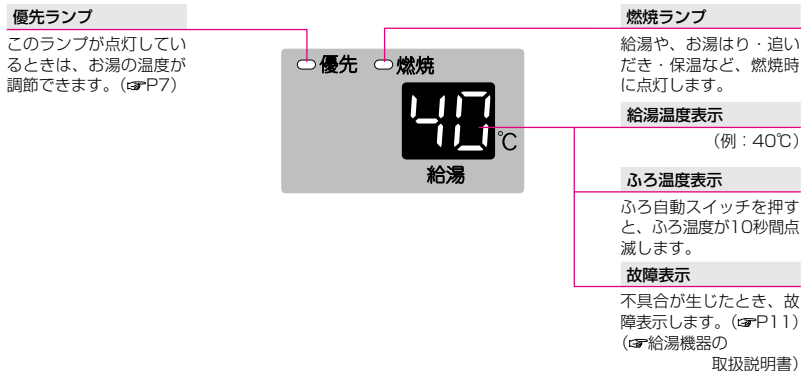 優先ランプ
このランプが点灯してい
るときは、お湯の温度が
調節できます。(☞P7)
優先 燃焼
40℃
給湯
燃焼ランプ
給湯や、お湯はり・追い
だき・保温など、燃焼時
に点灯します。
給湯温度表示
(例：40℃)
ふろ温度表示
ふろ自動スイッチを押す
と、ふろ温度が10秒間点
滅します。
故障表示
不具合が生じたとき、故
障表示します。(☞P11)
(☞給湯機器の
取扱説明書)